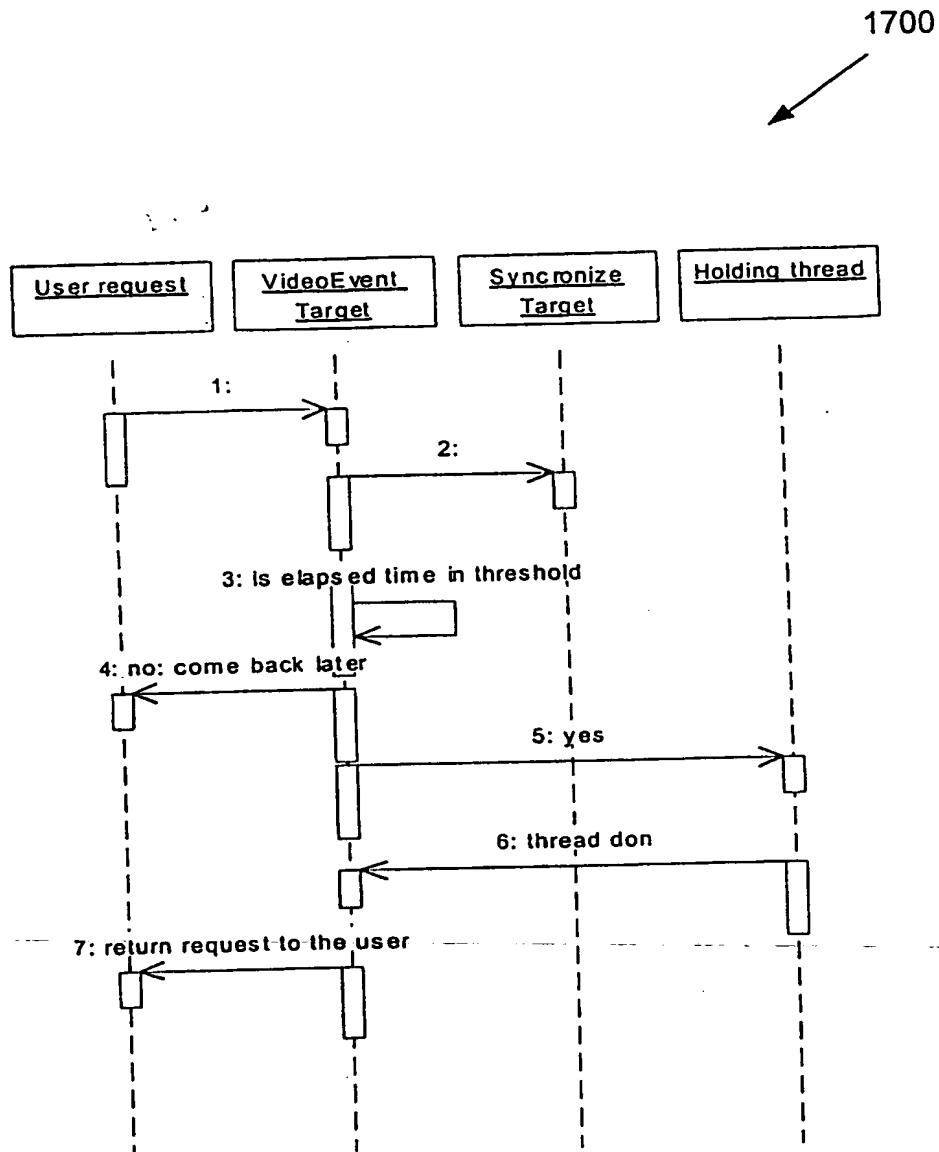 1700
User request
VideoEvent
Target
Syncronize
Target
Holding thread
1:
2:
3: Is elapsed time in threshold
4: no: come back later
5: yes
6: thread don
7: return request to the user